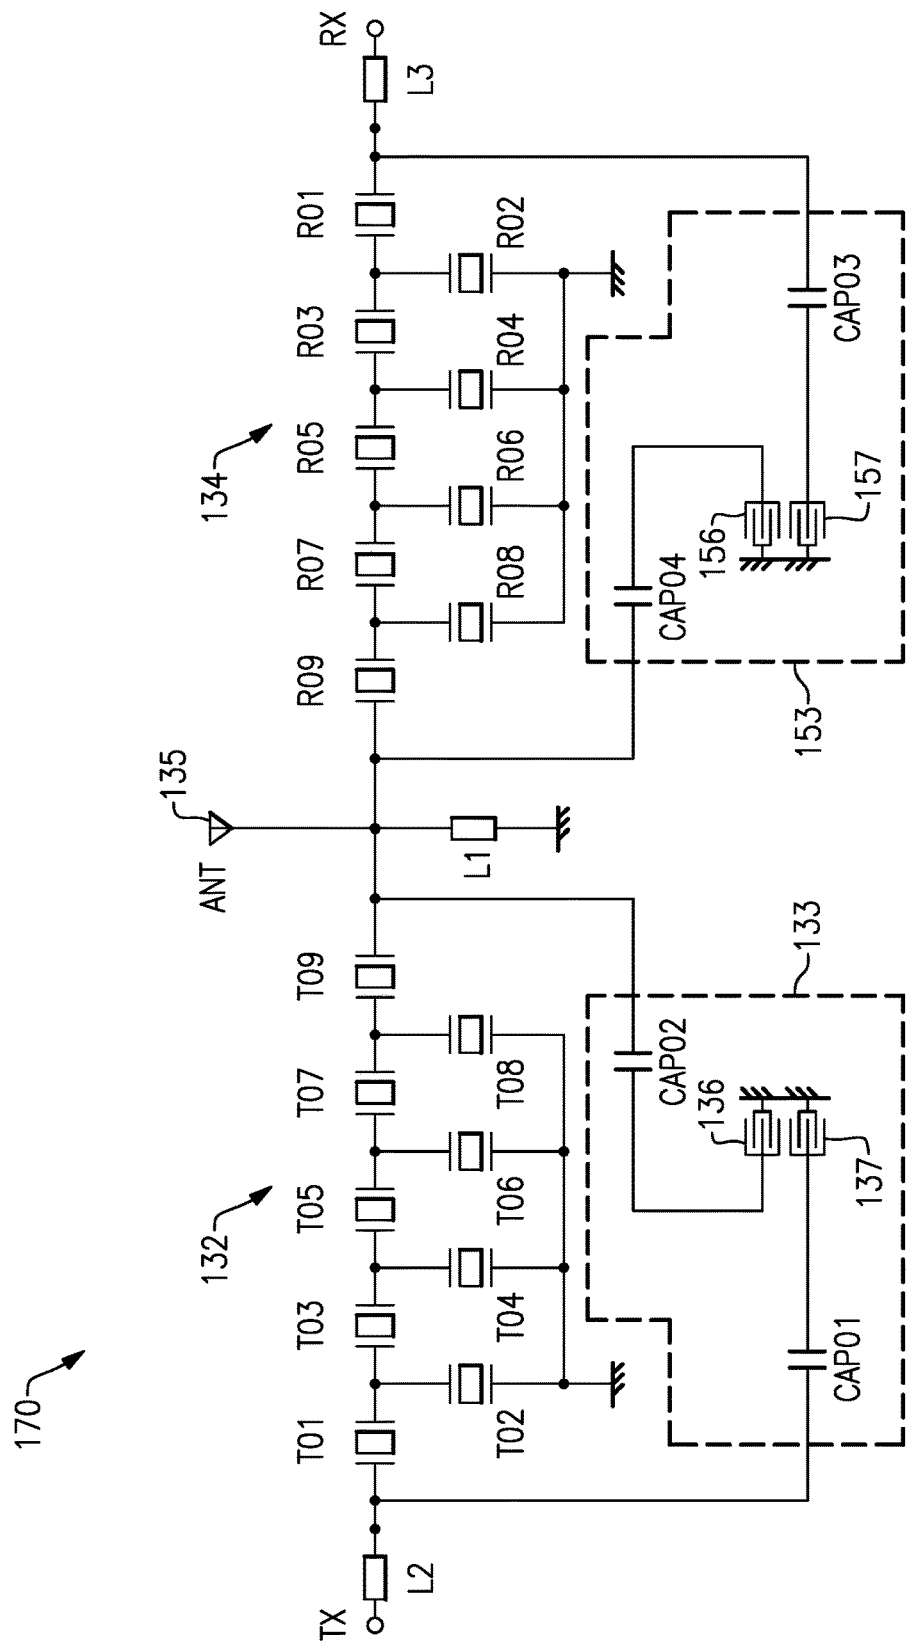 170
TX
L2
T01
T02
T03
T04
T05
T06
T07
T08
T09
132
CAP01
CAP02
136
137
133
ANT
135
L1
R09
R08
R07
R06
R05
R04
R03
R02
R01
134
CAP04
CAP03
156
157
153
L3
RX